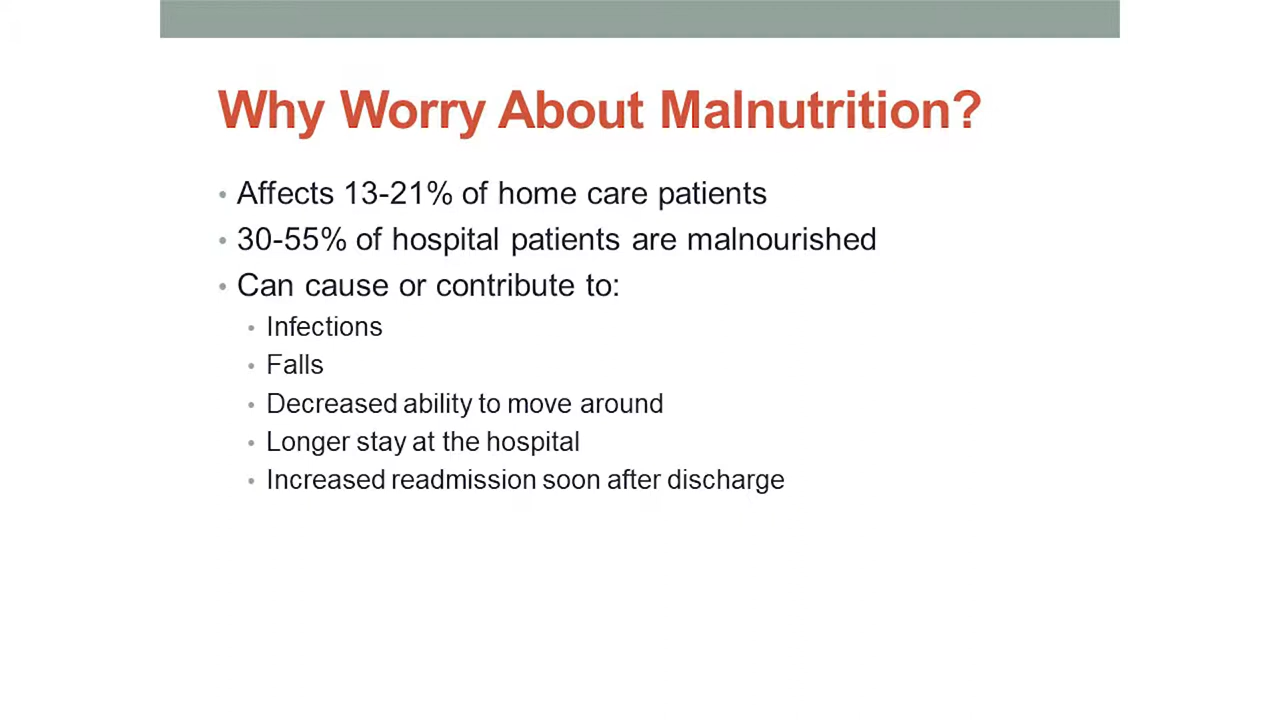 Why Worry About Malnutrition?
• Affects 13-21% of home care patients
• 30-55% of hospital patients are malnourished
• Can cause or contribute to:
• Infections
• Falls
• Decreased ability to move around
• Longer stay at the hospital
• Increased readmission soon after discharge